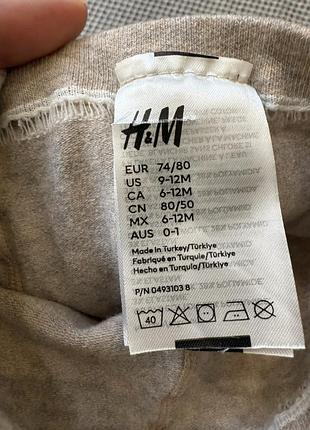 H&M
EUR 74/80
US 9-12M
CA 6-12M
CN 80/50
MX 6-12M
AUS 0-1
Made in Turkey/Türkiye
Fabriqué en Turquie/Türkiye
Hecho en Turquía/Türkiye
P/N 0493103 8
40